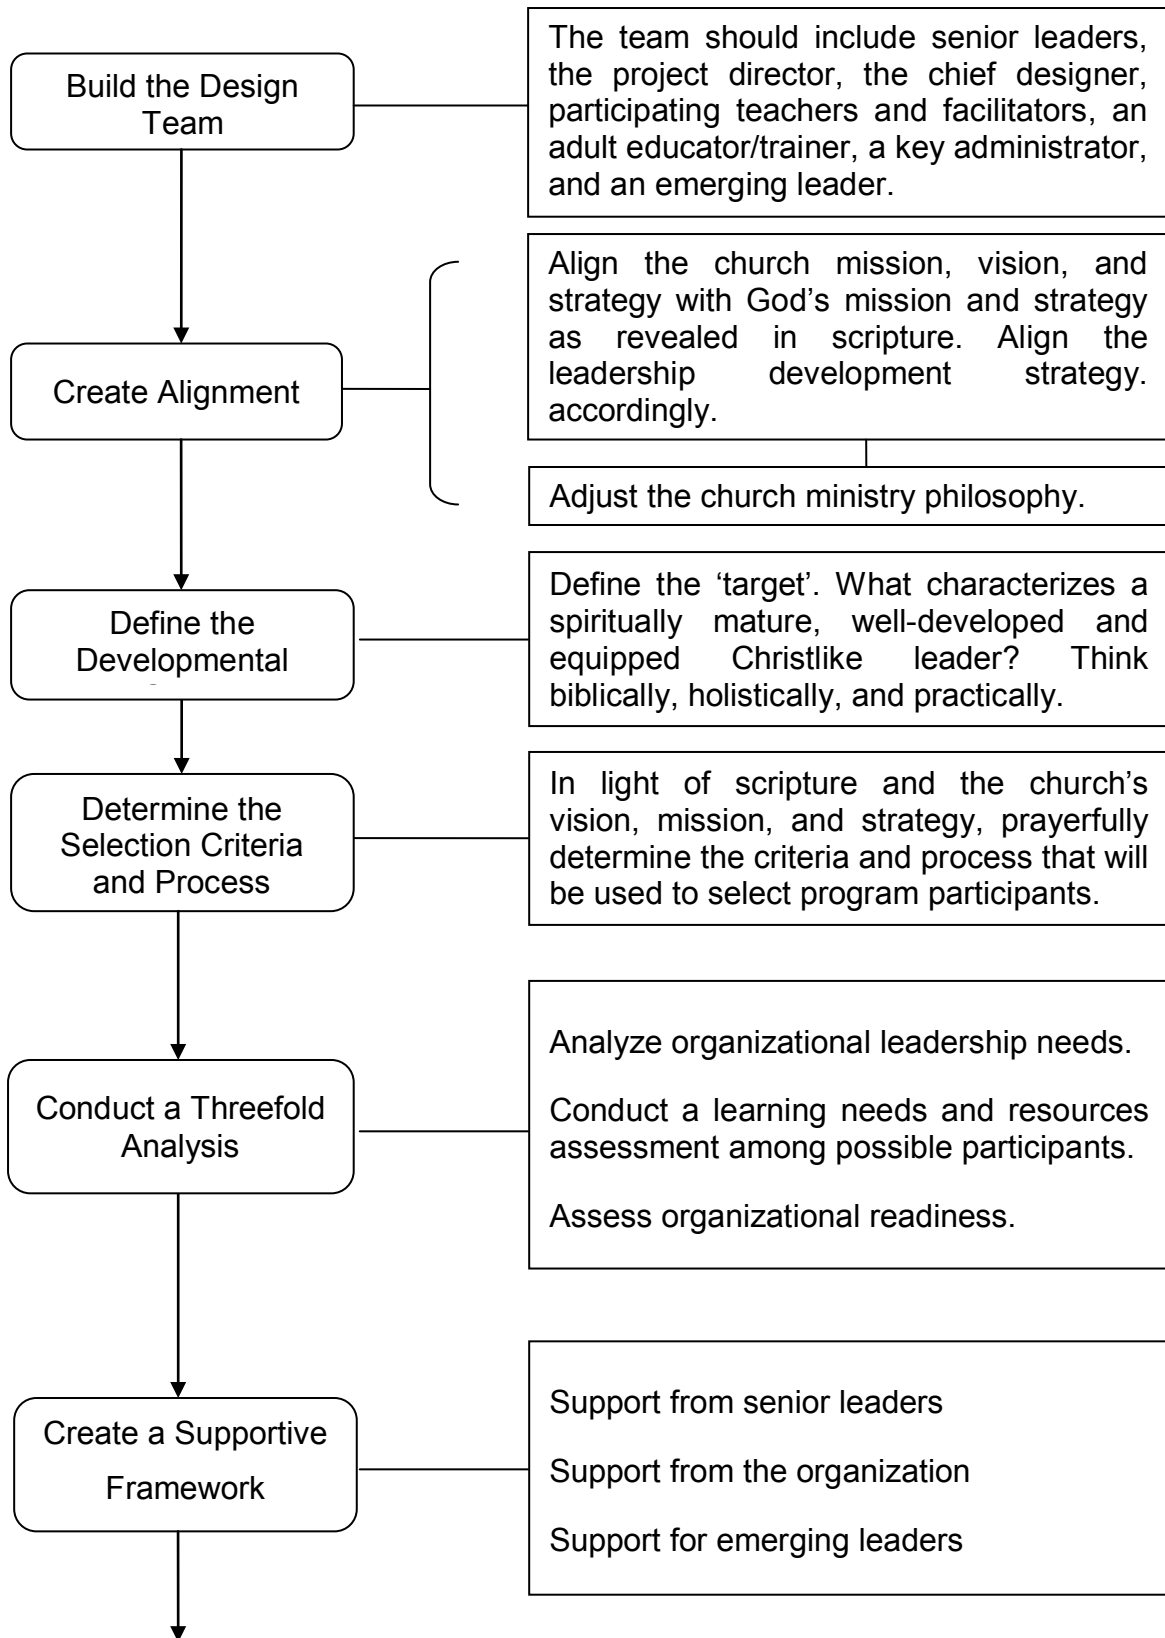 Build the Design
Team
The team should include senior leaders,
the project director, the chief designer,
participating teachers and facilitators, an
adult educator/trainer, a key administrator,
and an emerging leader.
Create Alignment
Align the church mission, vision, and
strategy with God’s mission and strategy
as revealed in scripture. Align the
leadership development strategy.
accordingly.
Adjust the church ministry philosophy.
Define the
Developmental
Define the ‘target’. What characterizes a
spiritually mature, well-developed and
equipped Christlike leader? Think
biblically, holistically, and practically.
Determine the
Selection Criteria
and Process
In light of scripture and the church’s
vision, mission, and strategy, prayerfully
determine the criteria and process that will
be used to select program participants.
Conduct a Threefold
Analysis
Analyze organizational leadership needs.
Conduct a learning needs and resources
assessment among possible participants.
Assess organizational readiness.
Create a Supportive
Framework
Support from senior leaders
Support from the organization
Support for emerging leaders